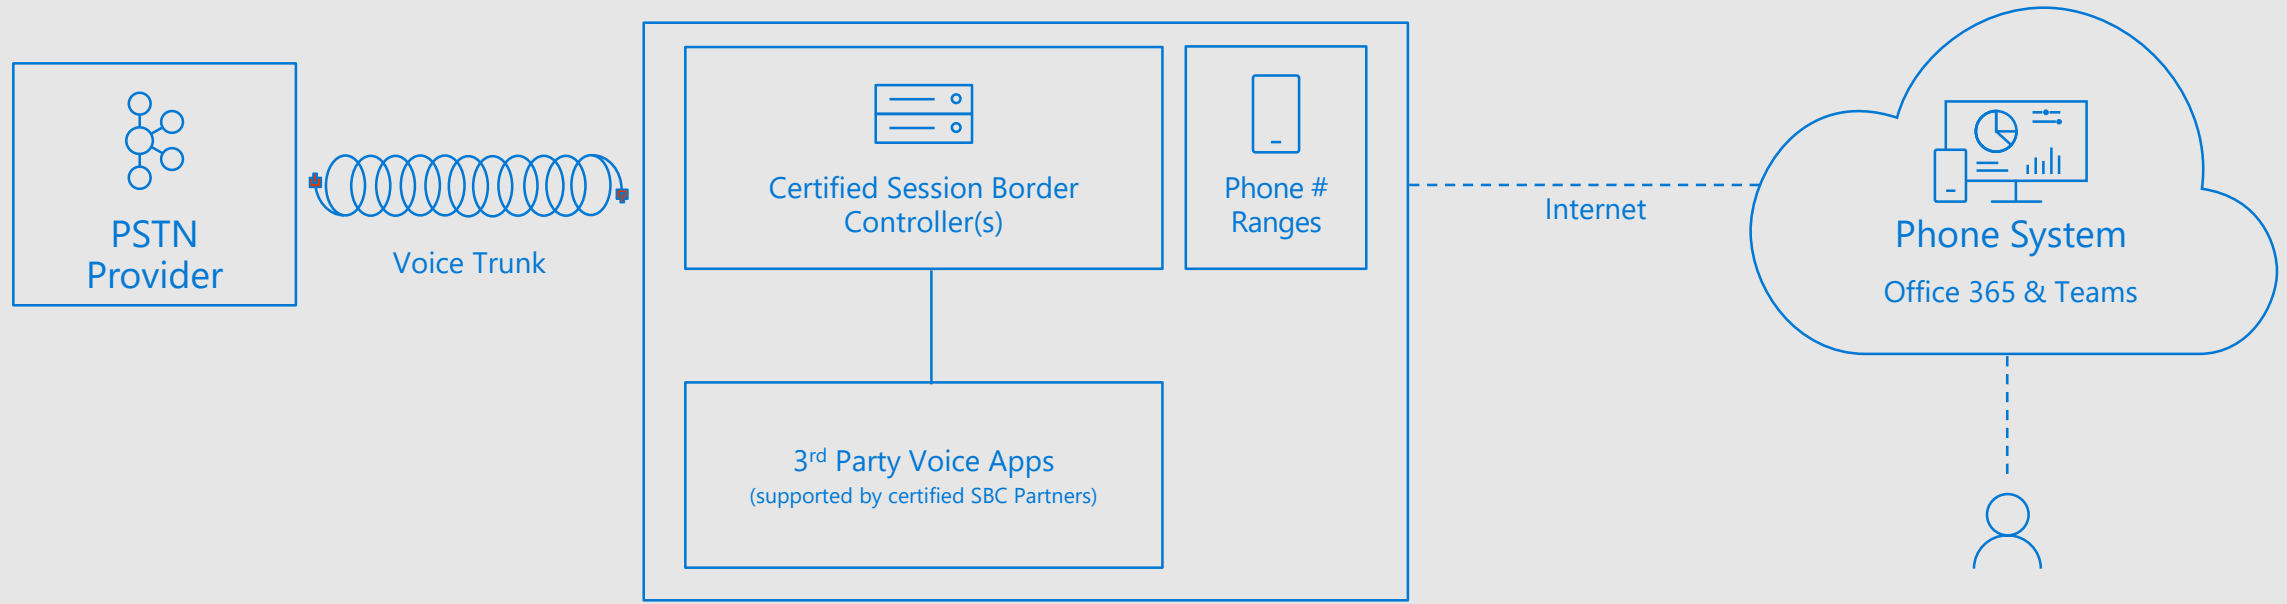 PSTN
Provider
Voice Trunk
Certified Session Border
Controller(s)
Phone #
Ranges
3rd Party Voice Apps
(supported by certified SBC Partners)
Internet
Phone System
Office 365 & Teams